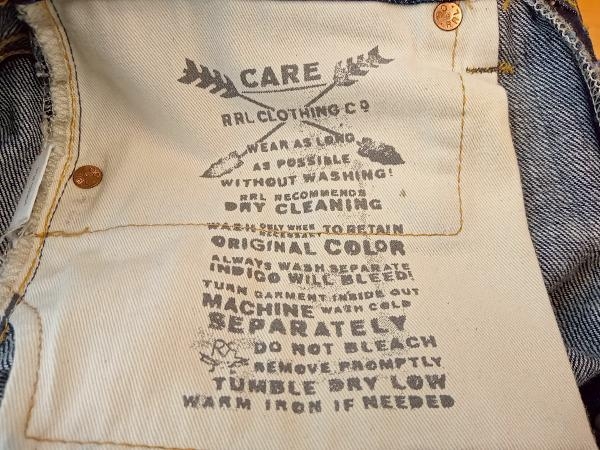 CARE
RRL CLOTHING CO
WEAR AS LONG
AS POSSIBLE
WITHOUT WASHING!
RRL RECOMMENDS
DRY CLEANING
WASH ONLY WHEN NECESSARY TO RETAIN
ORIGINAL COLOR
ALWAYS WASH SEPARATE
INDIGO WILL BLEED!
TURN GARMENT INSIDE OUT
MACHINE WASH COLD
SEPARATELY
DO NOT BLEACH
REMOVE PROMPTLY
TUMBLE DRY LOW
WARM IRON IF NEEDED